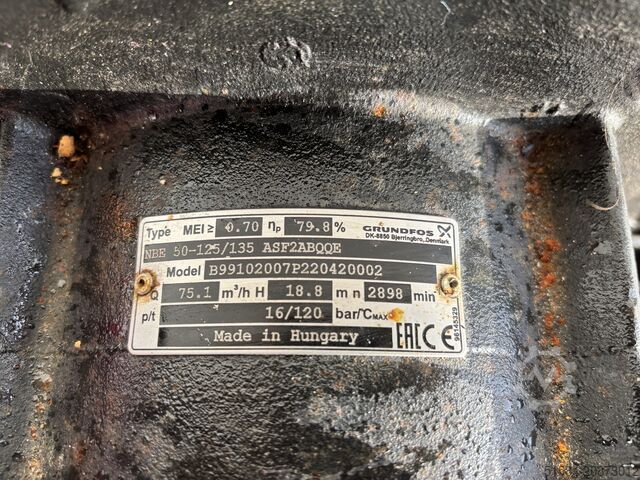 Type MEI ≥ 0.70 ηp 79.8 %
GRUNDFOS
DK-8850 Bjerringbro, Denmark
NBE 50-125/135 ASF2ABQQE
Model B99102007P220420002
Q 75.1 m³/h H 18.8 m n 2898 min
p/t 16/120 bar/°C MAX
Made in Hungary
EAC CE
96145329